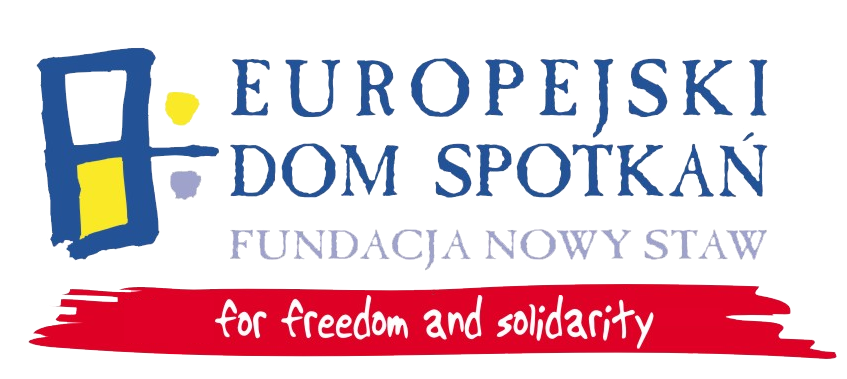 EUROPEJSKI
DOM SPOTKAŃ
FUNDACJA NOWY STAW
for freedom and solidarity